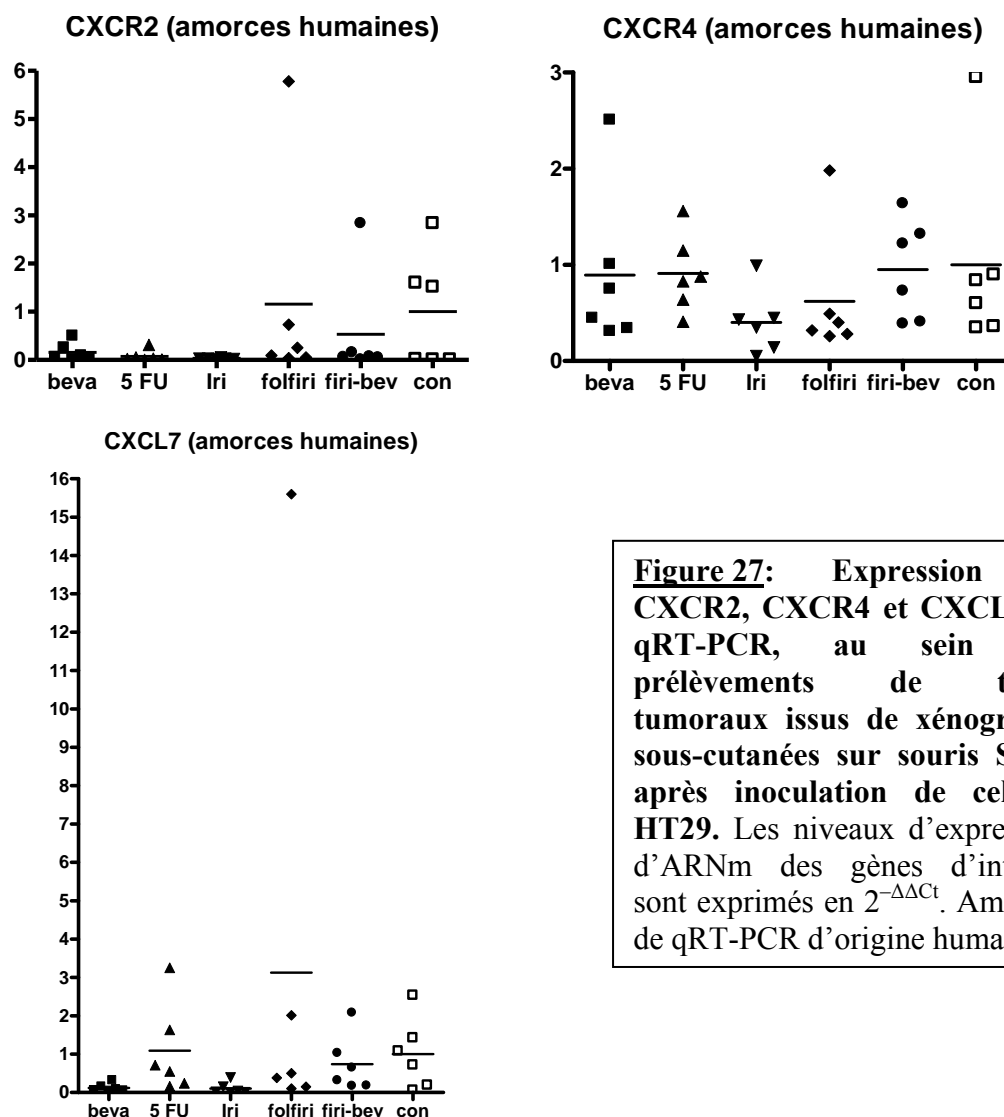 CXCR2 (amorces humaines)
6
5
4
3
2
1
0
beva 5 FU Iri folfiri firi-bev con
CXCR4 (amorces humaines)
3
2
1
0
beva 5 FU Iri folfiri firi-bev con
CXCL7 (amorces humaines)
16
15
14
13
12
11
10
9
8
7
6
5
4
3
2
1
0
beva 5 FU Iri folfiri firi-bev con
Figure 27: Expression
CXCR2, CXCR4 et CXCL
qRT-PCR, au sein
prélèvements de t
tumoraux issus de xénogr
sous-cutanées sur souris S
après inoculation de cel
HT29. Les niveaux d’expre
d’ARNm des gènes d’in
sont exprimés en 2^–ΔΔCt. Am
de qRT-PCR d’origine huma